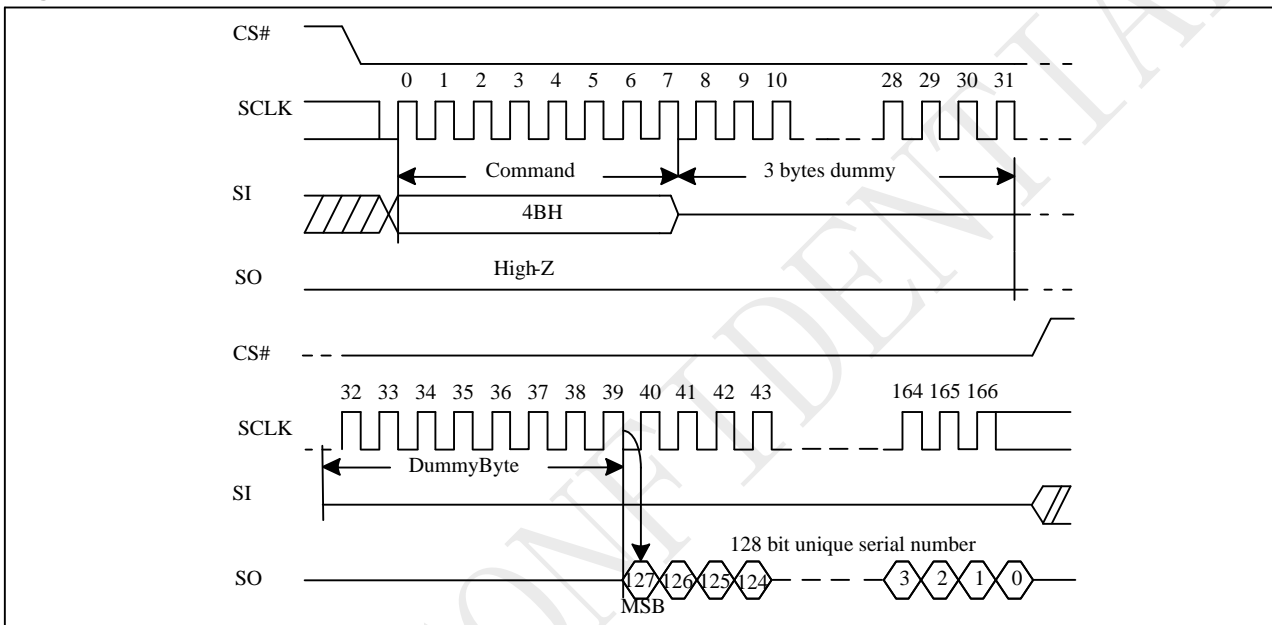 CS#
0 1 2 3 4 5 6 7 8 9 10 28 29 30 31
SCLK
Command 3 bytes dummy
SI
4BH
High-Z
SO
CS#
32 33 34 35 36 37 38 39 40 41 42 43 164 165 166
SCLK
DummyByte
SI
128 bit unique serial number
SO 127 126 125 124 3 2 1 0
MSB
ONFIDENTIA